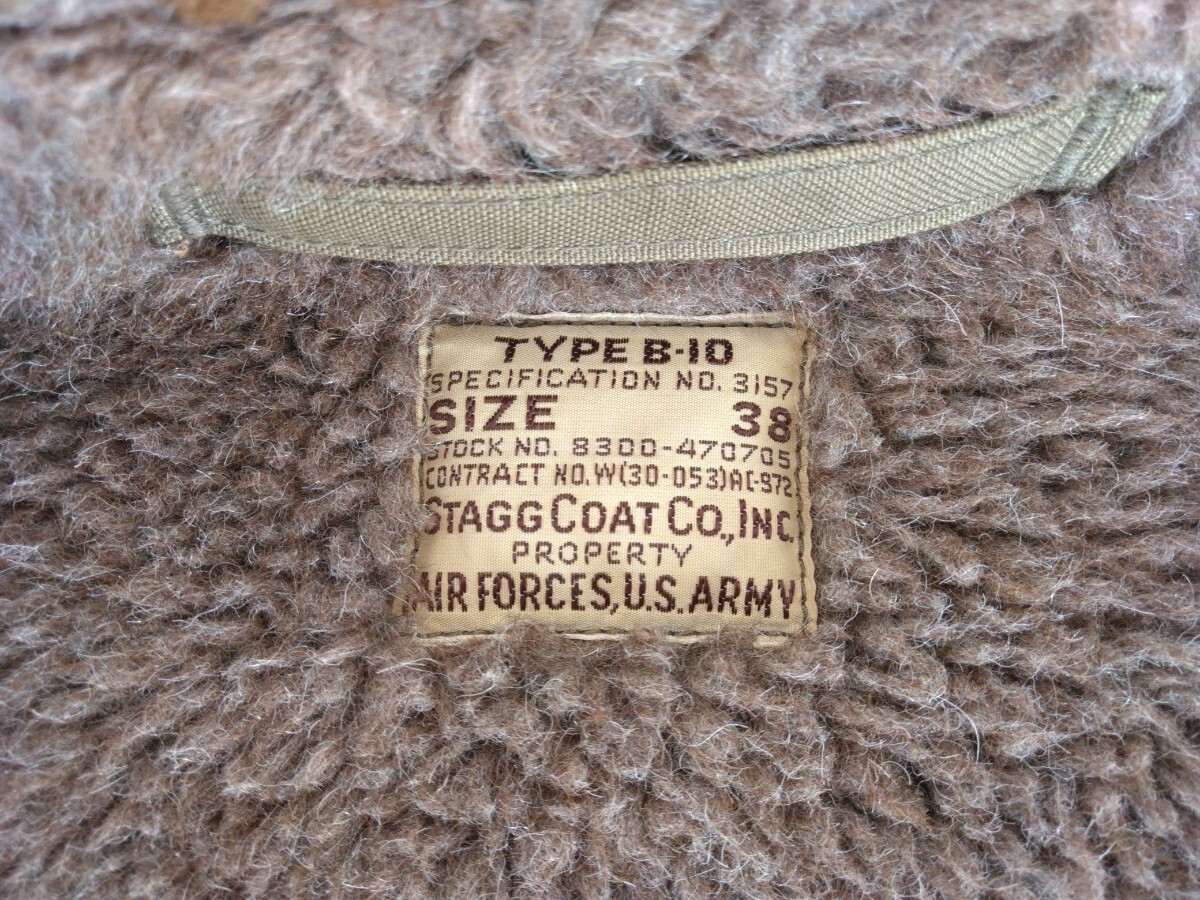 TYPE B-10
SPECIFICATION NO. 3157
SIZE 38
STOCK NO. 8300-470705
CONTRACT NO. W(30-053)AC-972
STAGG COAT CO., INC.
PROPERTY
AIR FORCES, U.S. ARMY